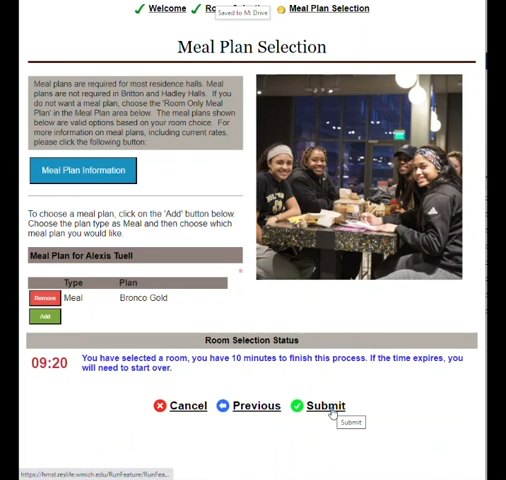 Welcome
Saved to My Drive
Meal Plan Selection
Meal Plan Selection
Meal plans are required for most residence halls. Meal
plans are not required in Britton and Hadley Halls. If you
do not want a meal plan, choose the 'Room Only Meal
Plan' in the Meal Plan area below. The meal plans shown
below are valid options based on your room choice. For
more information on meal plans, including current rates,
please click the following button:
Meal Plan Information
To choose a meal plan, click on the 'Add' button below.
Choose the plan type as Meal and then choose which
meal plan you would like.
Meal Plan for Alexis Tuell
*
Type Plan
Remove Meal Bronco Gold
Add
Room Selection Status
09:20 You have selected a room, you have 10 minutes to finish this process. If the time expires, you
will need to start over.
Cancel Previous Submit
Submit
https://hmst.reslife.wmich.edu/RunFeature/RunFea...